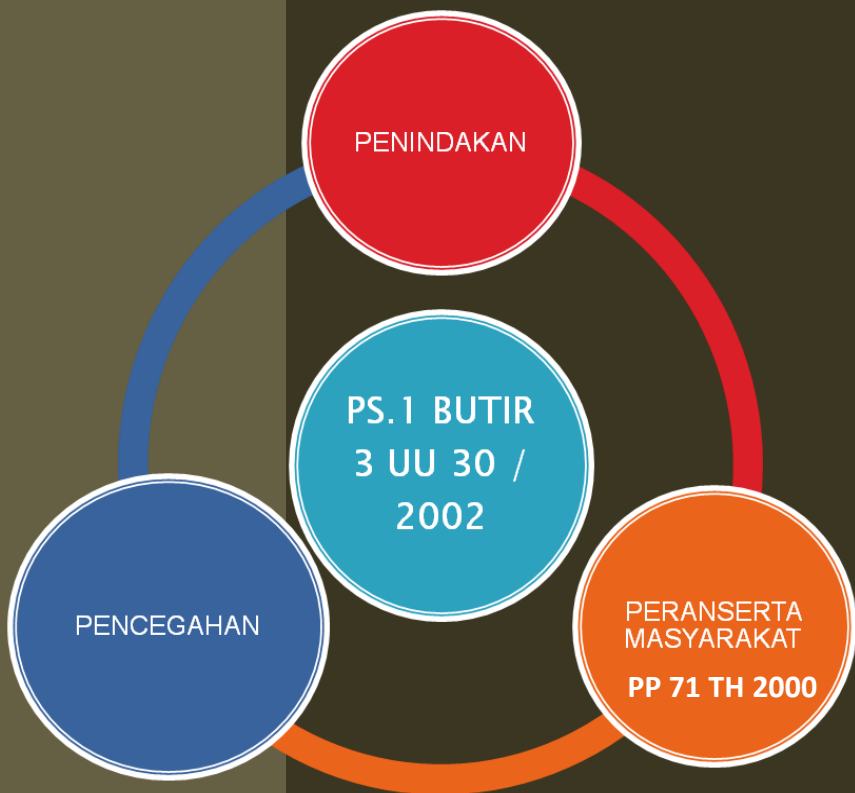 PENINDAKAN
PS.1 BUTIR
3 UU 30 /
2002
PENCEGAHAN
PERANSERTA
MASYARAKAT
PP 71 TH 2000